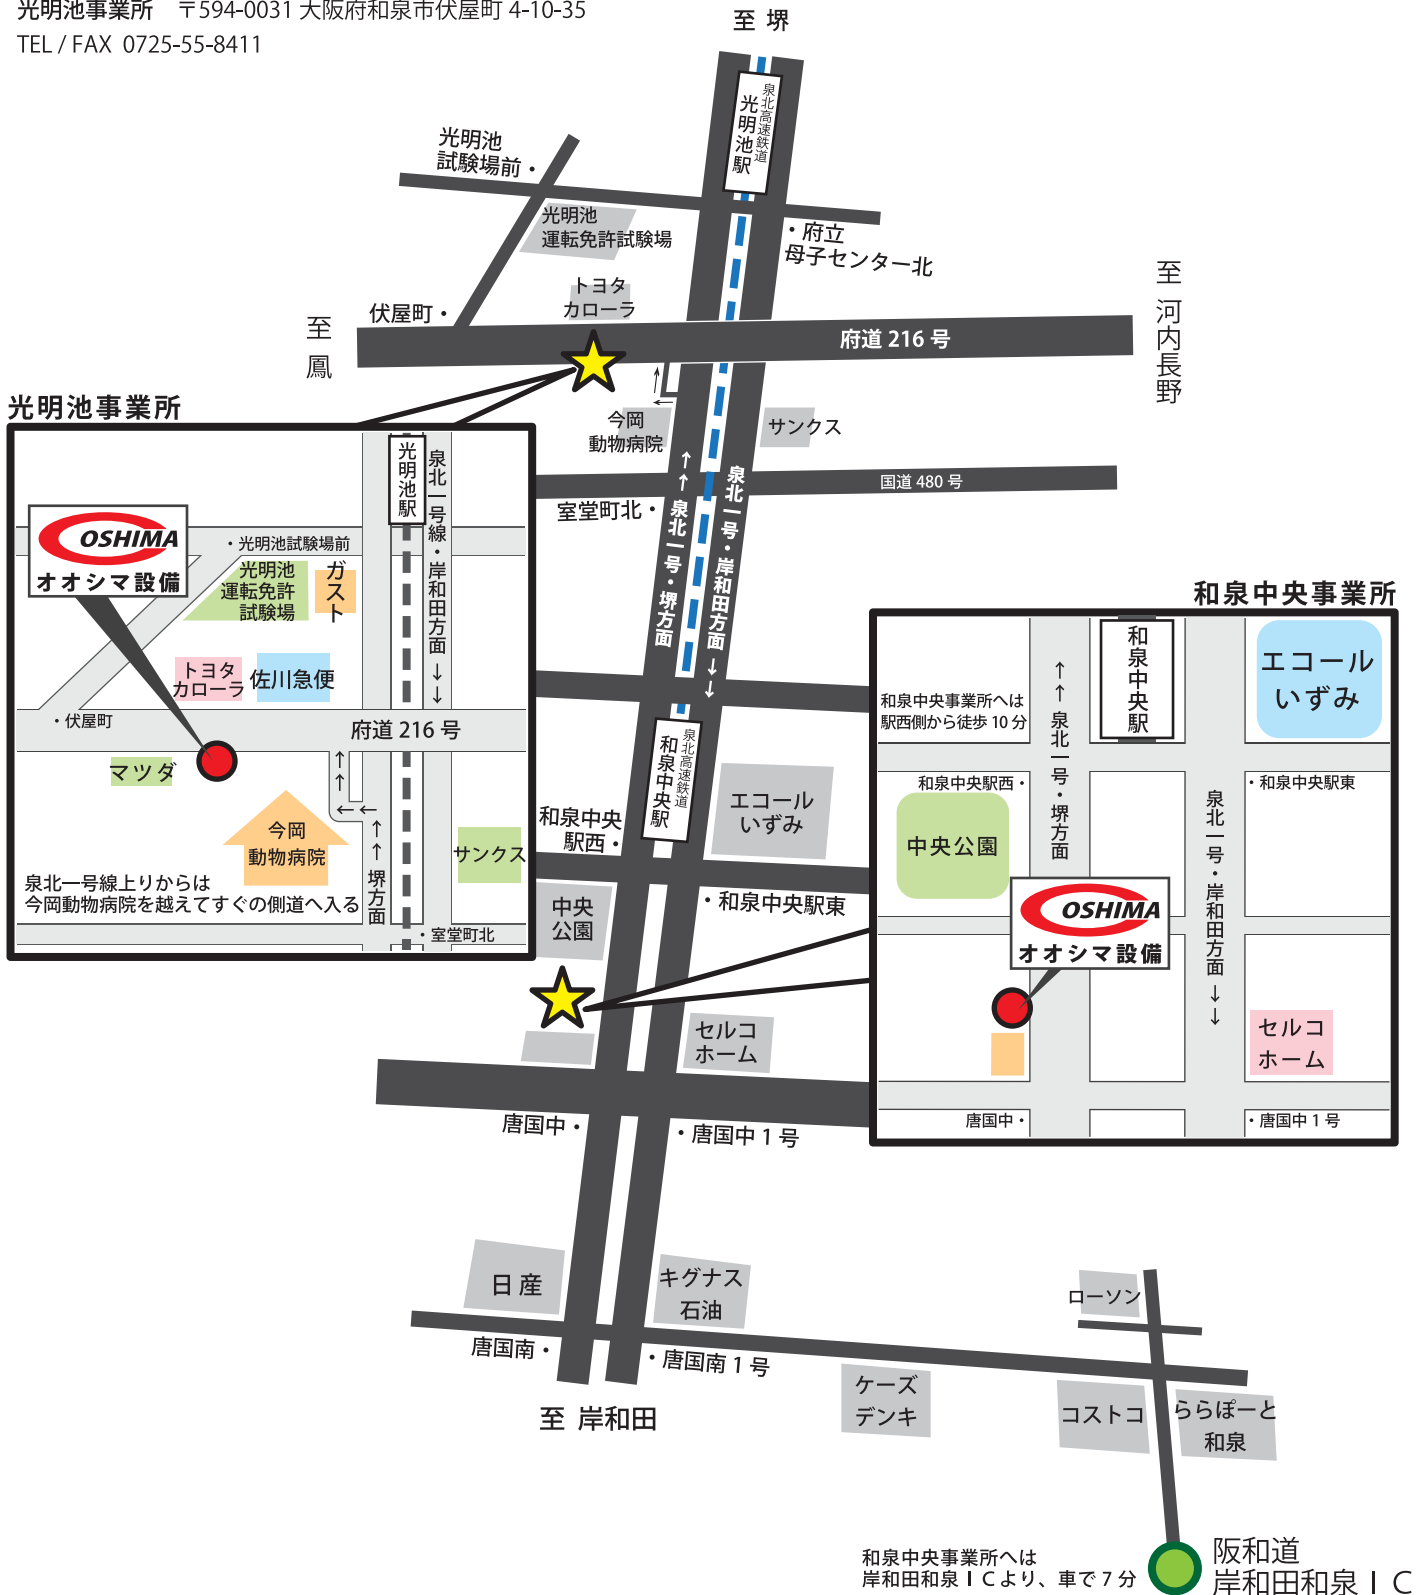 光明池事業所 〒594-0031 大阪府和泉市伏屋町 4-10-35
TEL / FAX 0725-55-8411
至 堺
泉北高速鉄道
光明池駅
光明池
試験場前・
光明池
運転免許試験場
・府立
母子センター北
トヨタ
カローラ
伏屋町・
至 鳳
府道 216 号
至 河内長野
今岡
動物病院
サンクス
国道 480 号
室堂町北・
↑↑ 泉北一号・堺方面
泉北一号・岸和田方面 ↓↓
光明池事業所
光明池駅
泉北一号線・岸和田方面 ↓↓
OSHIMA
オオシマ設備
・光明池試験場前
光明池
運転免許
試験場
ガスト
トヨタ
カローラ
佐川急便
・伏屋町
府道 216 号
マツダ
↑↑
←←
今岡
動物病院
↑↑ 堺方面
サンクス
泉北一号線上りからは
今岡動物病院を越えてすぐの側道へ入る
・室堂町北
泉北高速鉄道
和泉中央駅
エコール
いずみ
和泉中央
駅西・
・和泉中央駅東
中央
公園
セルコ
ホーム
唐国中・
・唐国中 1 号
和泉中央事業所
和泉中央駅
エコール
いずみ
和泉中央事業所へは
駅西側から徒歩 10 分
↑↑ 泉北一号・堺方面
和泉中央駅西・
・和泉中央駅東
中央公園
泉北一号・岸和田方面 ↓↓
OSHIMA
オオシマ設備
セルコ
ホーム
唐国中・
・唐国中 1 号
日産
キグナス
石油
唐国南・
・唐国南 1 号
至 岸和田
ローソン
ケーズ
デンキ
コストコ
ららぽーと
和泉
和泉中央事業所へは
岸和田和泉ＩＣより、車で 7 分
阪和道
岸和田和泉ＩＣ